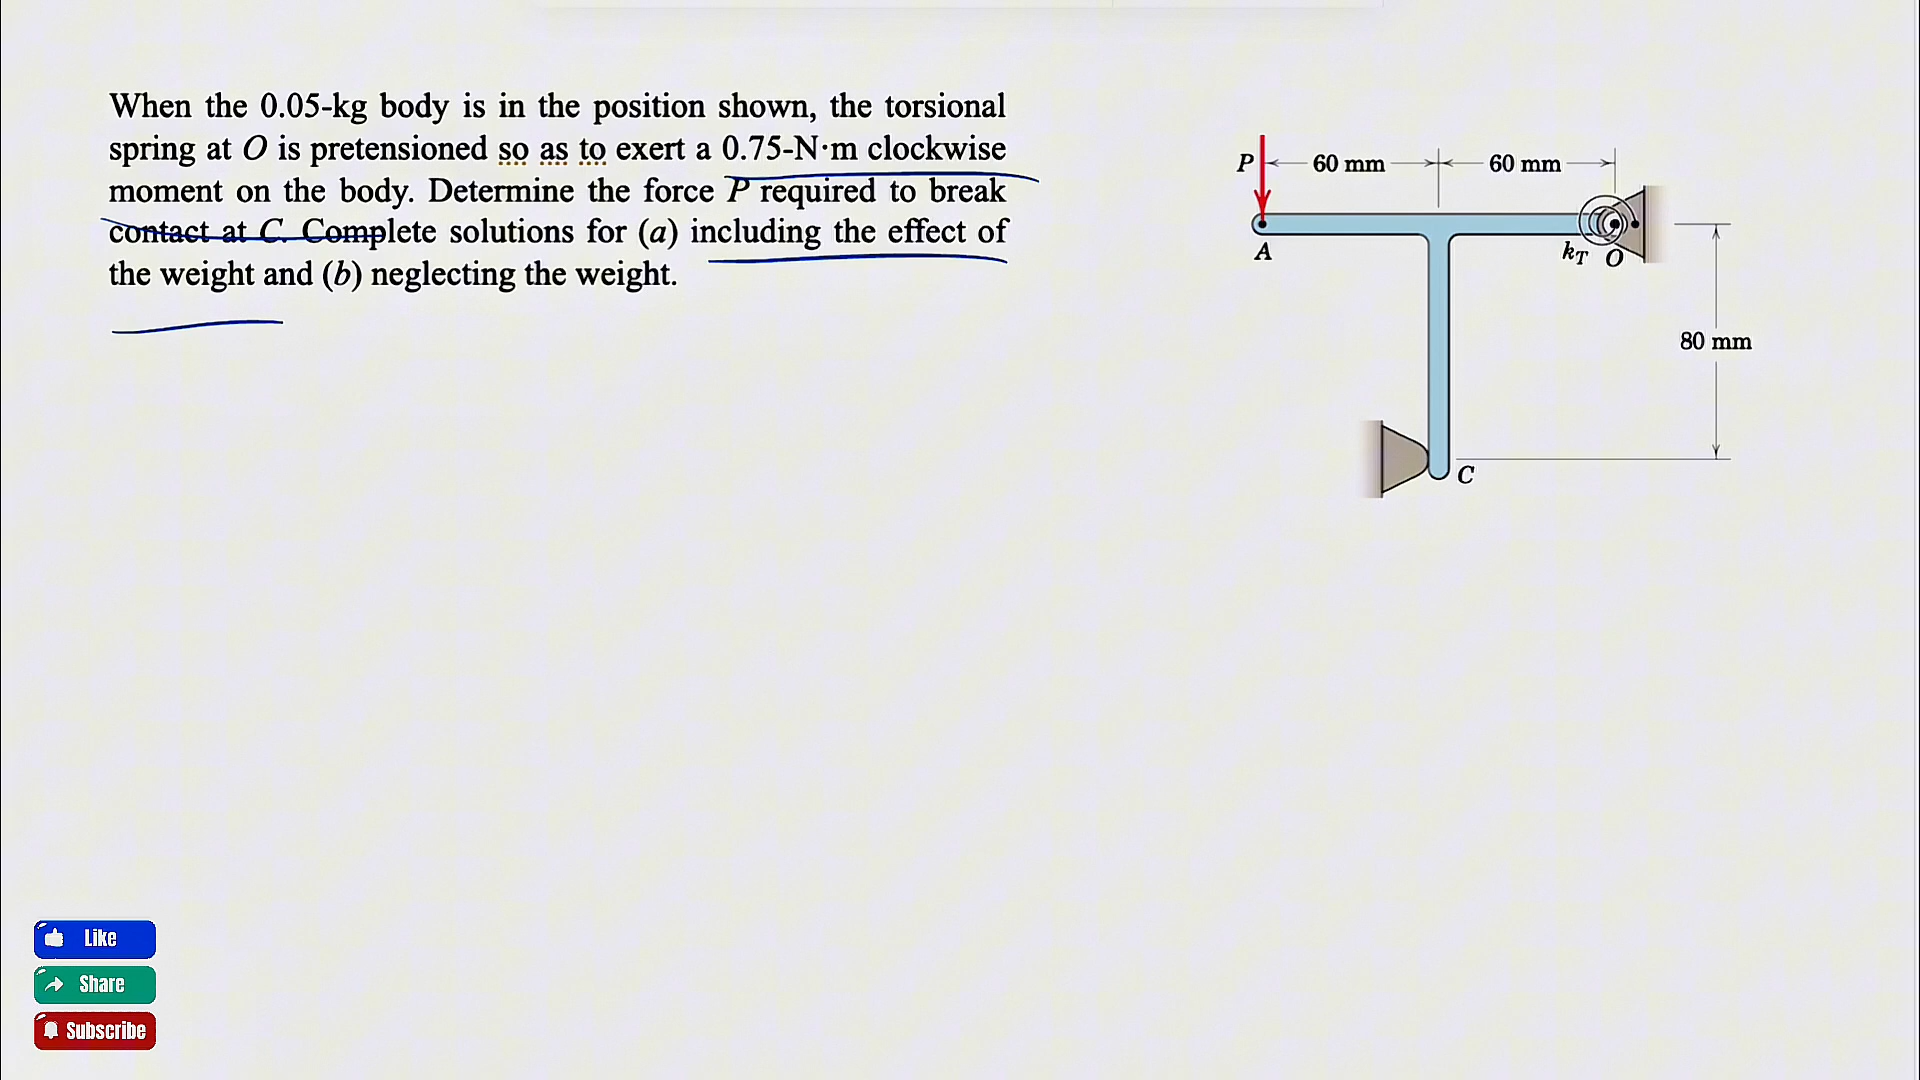 When the 0.05-kg body is in the position shown, the torsional
spring at O is pretensioned so as to exert a 0.75-N·m clockwise
moment on the body. Determine the force P required to break
contact at C. Complete solutions for (a) including the effect of
the weight and (b) neglecting the weight.
P 60 mm 60 mm
A
k_T O
80 mm
C
Like
Share
Subscribe